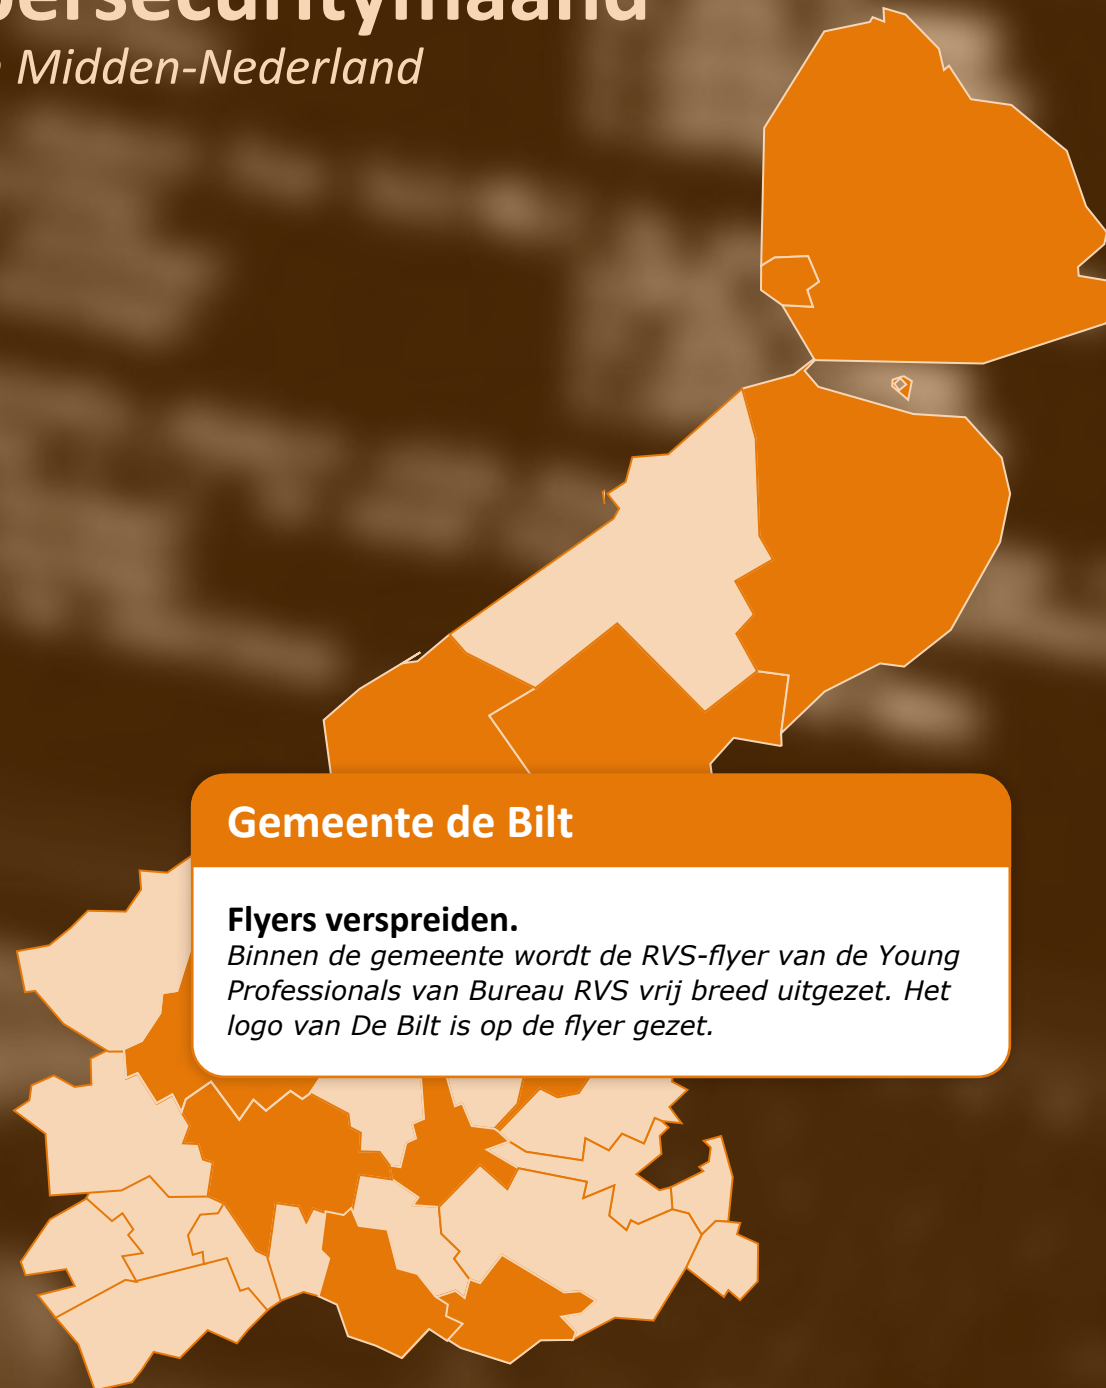 bersecuritymaand
Midden-Nederland
Gemeente de Bilt
Flyers verspreiden.
Binnen de gemeente wordt de RVS-flyer van de Young
Professionals van Bureau RVS vrij breed uitgezet. Het
logo van De Bilt is op de flyer gezet.